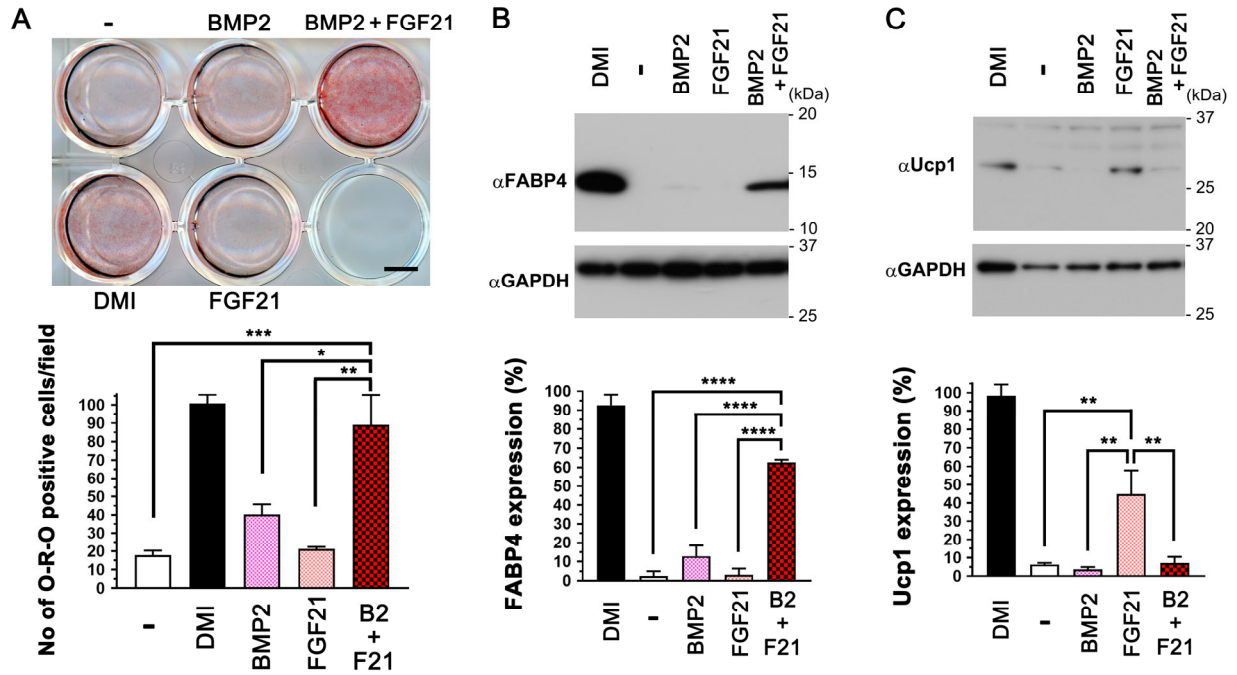 A
- BMP2 BMP2 + FGF21
DMI FGF21
No of O-R-O positive cells/field
*** 
*
**
100
90
80
70
60
50
40
30
20
10
0
-
DMI
BMP2
FGF21
B2
+
F21
B
DMI
-
BMP2
FGF21
BMP2
+ FGF21
(kDa)
αFABP4
- 20
- 15
- 10
αGAPDH
- 37
- 25
FABP4 expression (%)
****
****
****
100
90
80
70
60
50
40
30
20
10
0
DMI
-
BMP2
FGF21
B2
+
F21
C
DMI
-
BMP2
FGF21
BMP2
+ FGF21
(kDa)
αUcp1
- 37
- 25
- 20
αGAPDH
- 37
- 25
Ucp1 expression (%)
**
** **
100
90
80
70
60
50
40
30
20
10
0
DMI
-
BMP2
FGF21
B2
+
F21